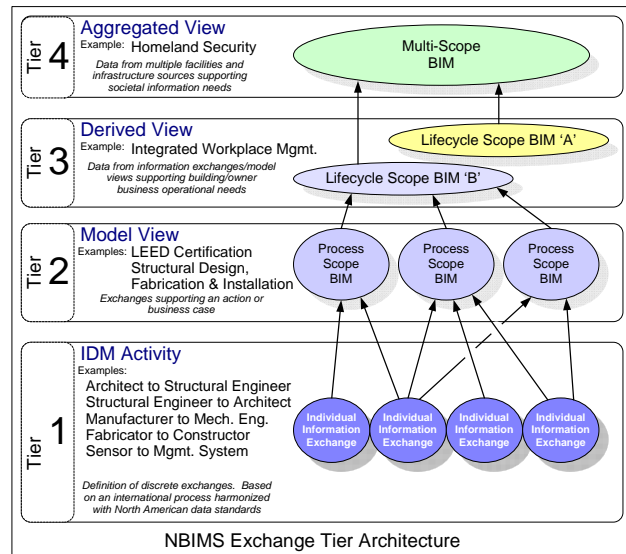 Tier 4
Aggregated View
Example: Homeland Security
Data from multiple facilities and
infrastructure sources supporting
societal information needs
Multi-Scope
BIM
Tier 3
Derived View
Example: Integrated Workplace Mgmt.
Data from information exchanges/model
views supporting building/owner
business operational needs
Lifecycle Scope BIM ‘A’
Lifecycle Scope BIM ‘B’
Tier 2
Model View
Examples: LEED Certification
Structural Design,
Fabrication & Installation
Exchanges supporting an action or
business case
Process
Scope
BIM
Process
Scope
BIM
Process
Scope
BIM
Tier 1
IDM Activity
Examples:
Architect to Structural Engineer
Structural Engineer to Architect
Manufacturer to Mech. Eng.
Fabricator to Constructor
Sensor to Mgmt. System
Definition of discrete exchanges. Based
on an international process harmonized
with North American data standards
Individual
Information
Exchange
Individual
Information
Exchange
Individual
Information
Exchange
Individual
Information
Exchange
NBIMS Exchange Tier Architecture